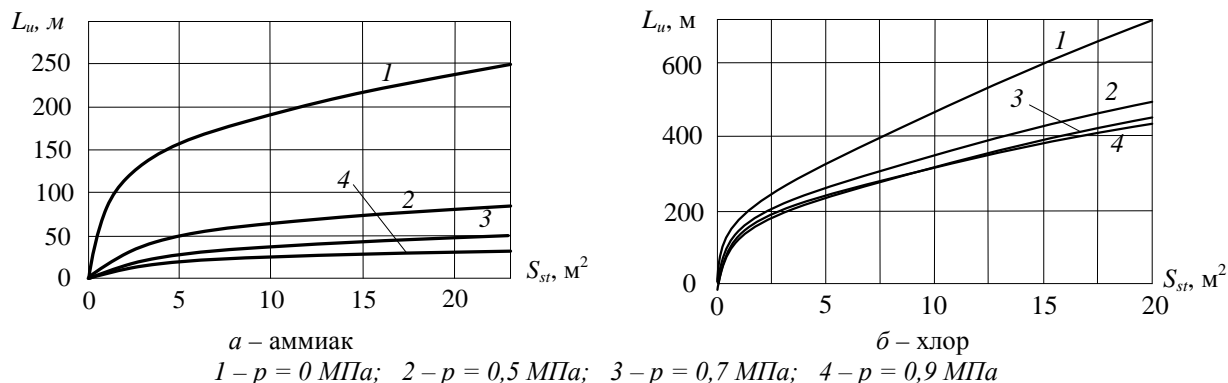 L_u, м
250
200
150
100
50
0
0 5 10 15 20
S_st, м²
1
2
3
4
L_u, м
600
400
200
0
0 5 10 15 20
S_st, м²
1
2
3
4
а – аммиак
б – хлор
1 – p = 0 МПа; 2 – p = 0,5 МПа; 3 – p = 0,7 МПа; 4 – p = 0,9 МПа